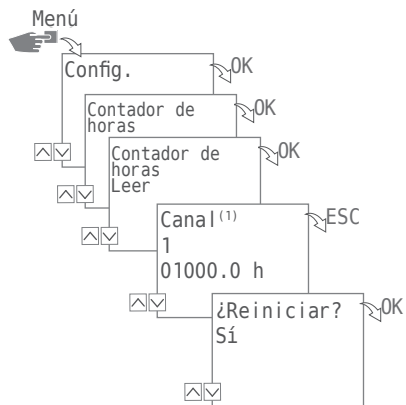 Menú
Config.
OK
Contador de
horas
OK
Contador de
horas
Leer
OK
Canal(1)
1
01000.0 h
ESC
¿Reiniciar?
Sí
OK